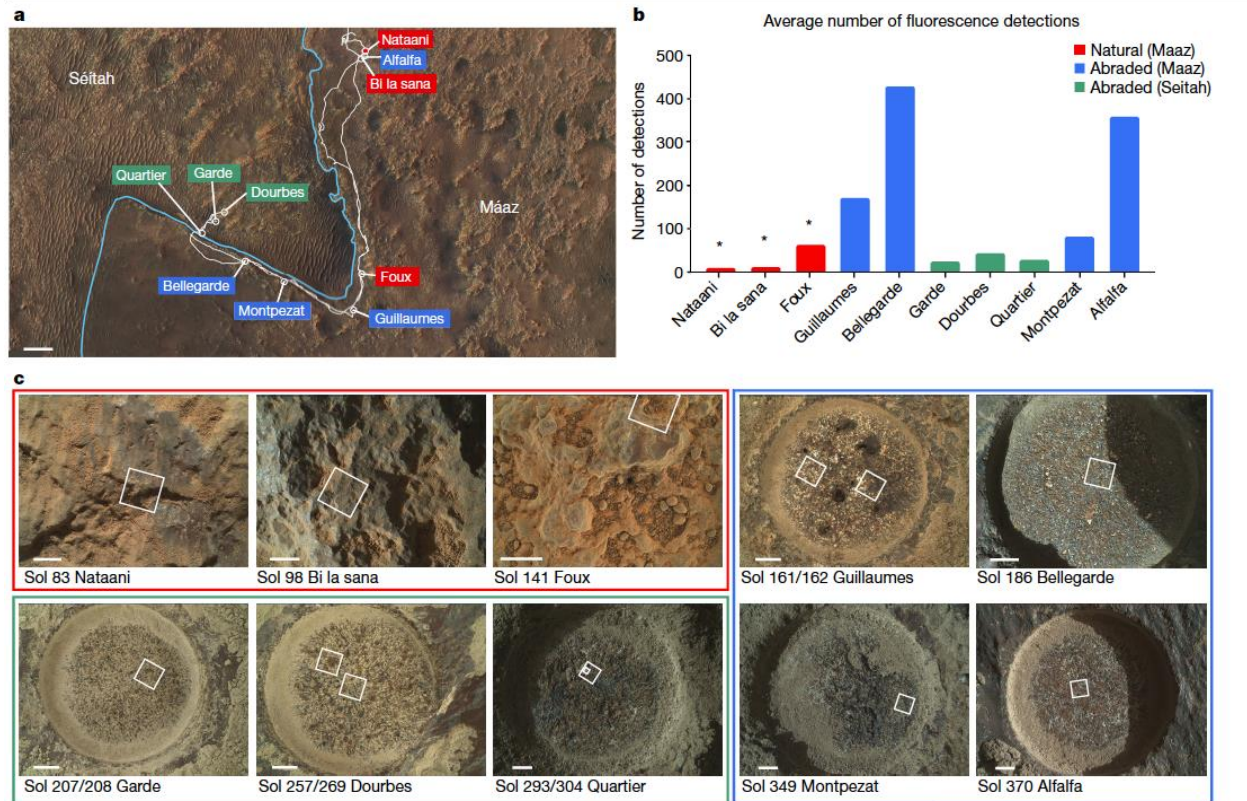 a
Séítah
Nataani
Alfalfa
Bi la sana
Quartier
Garde
Dourbes
Máaz
Bellegarde
Montpezat
Foux
Guillaumes
b
Average number of fluorescence detections
Natural (Maaz)
Abraded (Maaz)
Abraded (Seitah)
Number of detections
500
400
300
200
100
0
*
*
*
Nataani
Bi la sana
Foux
Guillaumes
Bellegarde
Garde
Dourbes
Quartier
Montpezat
Alfalfa
c
Sol 83 Nataani
Sol 98 Bi la sana
Sol 141 Foux
Sol 161/162 Guillaumes
Sol 186 Bellegarde
Sol 207/208 Garde
Sol 257/269 Dourbes
Sol 293/304 Quartier
Sol 349 Montpezat
Sol 370 Alfalfa